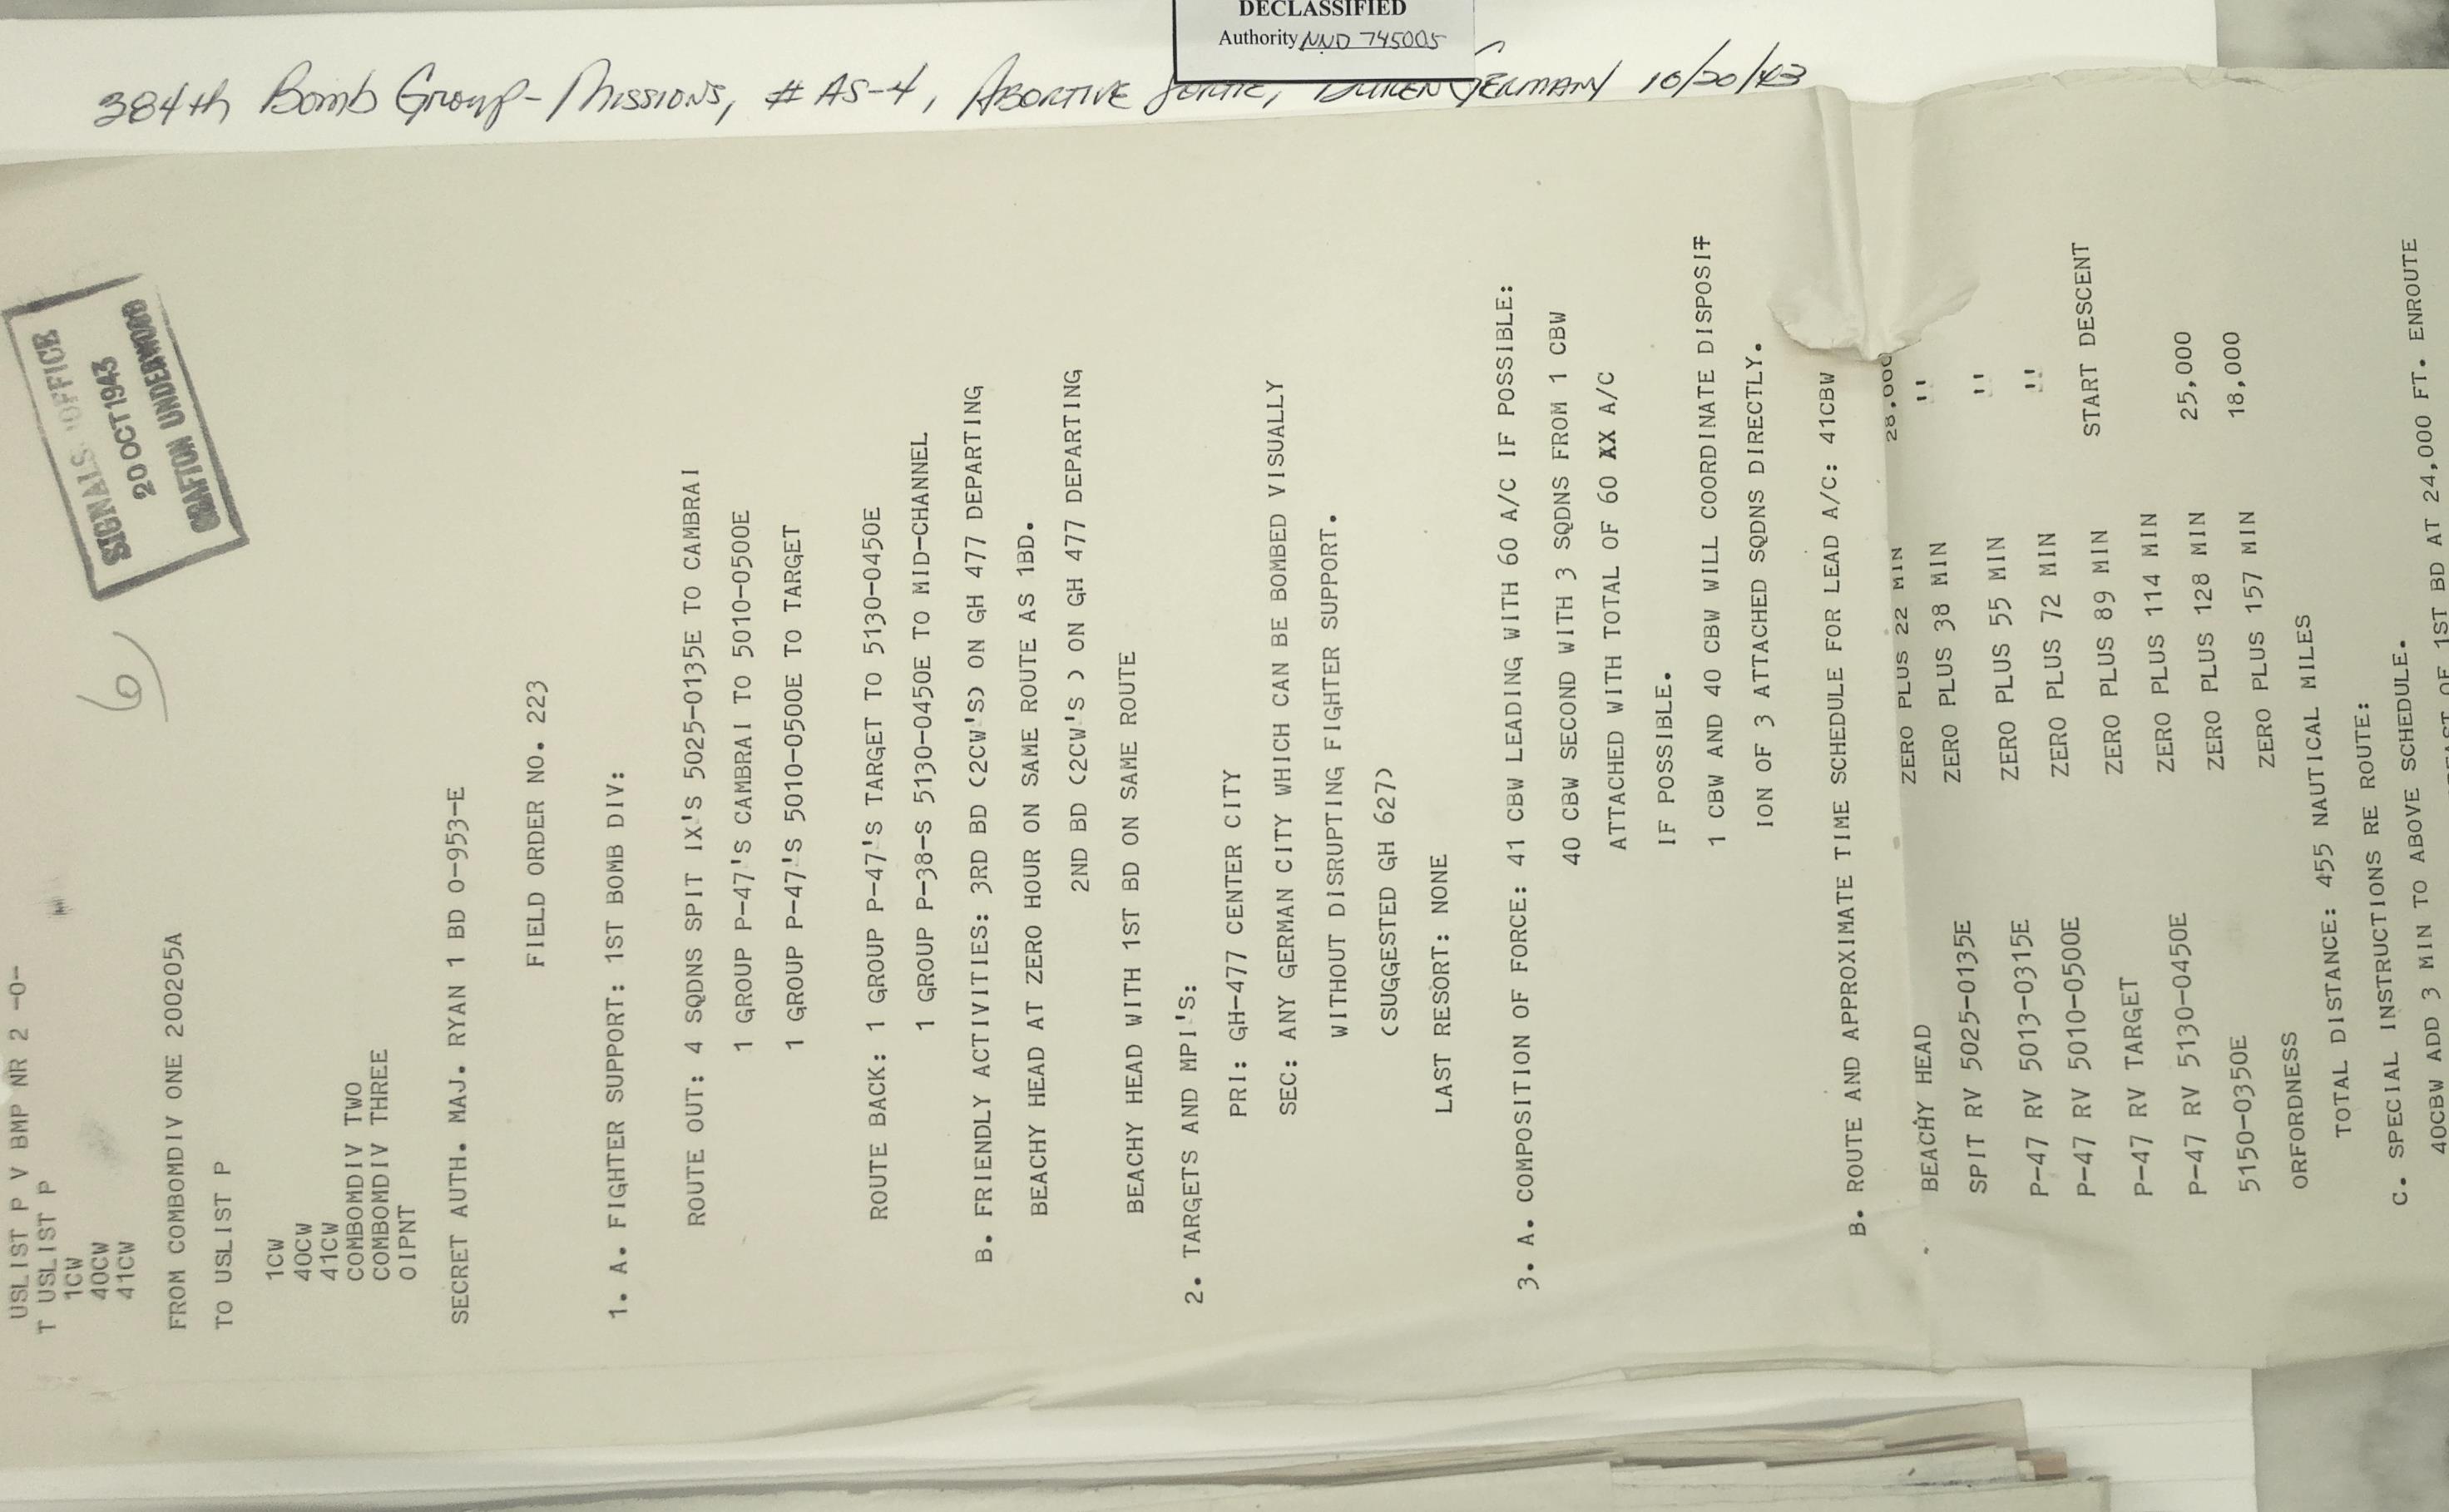 DECLASSIFIED
Authority NND 745005
384th Bomb Group - Missions, # AS-4, ABORTIVE SORTIE, DUREN GERMANY 10/20/43
SIGNALS OFFICE
20 OCT 1943
GRAFTON UNDERWOOD
6
USLIST P V BMP NR 2 -O-
T USLIST P
1CW
40CW
41CW
FROM COMBOMDIV ONE 200205A
TO USLIST P
1CW
40CW
41CW
COMBOMDIV TWO
COMBOMDIV THREE
OIPNT
SECRET AUTH. MAJ. RYAN 1 BD O-953-E
FIELD ORDER NO. 223
1. A. FIGHTER SUPPORT: 1ST BOMB DIV:
ROUTE OUT: 4 SQDNS SPIT IX'S 5025-0135E TO CAMBRAI
1 GROUP P-47'S CAMBRAI TO 5010-0500E
1 GROUP P-47'S 5010-0500E TO TARGET
ROUTE BACK: 1 GROUP P-47'S TARGET TO 5130-0450E
1 GROUP P-38-S 5130-0450E TO MID-CHANNEL
B. FRIENDLY ACTIVITIES: 3RD BD (2CW'S) ON GH 477 DEPARTING
BEACHY HEAD AT ZERO HOUR ON SAME ROUTE AS 1BD.
2ND BD (2CW'S ) ON GH 477 DEPARTING
BEACHY HEAD WITH 1ST BD ON SAME ROUTE
2. TARGETS AND MPI'S:
PRI: GH-477 CENTER CITY
SEC: ANY GERMAN CITY WHICH CAN BE BOMBED VISUALLY
WITHOUT DISRUPTING FIGHTER SUPPORT.
(SUGGESTED GH 627)
LAST RESORT: NONE
3. A. COMPOSITION OF FORCE: 41 CBW LEADING WITH 60 A/C IF POSSIBLE:
40 CBW SECOND WITH 3 SQDNS FROM 1 CBW
ATTACHED WITH TOTAL OF 60 XX A/C
IF POSSIBLE.
1 CBW AND 40 CBW WILL COORDINATE DISPOSIT
ION OF 3 ATTACHED SQDNS DIRECTLY.
B. ROUTE AND APPROXIMATE TIME SCHEDULE FOR LEAD A/C: 41CBW
BEACHY HEAD ZERO PLUS 22 MIN 28,000
SPIT RV 5025-0135E ZERO PLUS 38 MIN "
P-47 RV 5013-0315E ZERO PLUS 55 MIN "
P-47 RV 5010-0500E ZERO PLUS 72 MIN "
P-47 RV TARGET ZERO PLUS 89 MIN START DESCENT
P-47 RV 5130-0450E ZERO PLUS 114 MIN 25,000
5150-0350E ZERO PLUS 128 MIN 18,000
ORFORDNESS ZERO PLUS 157 MIN
TOTAL DISTANCE: 455 NAUTICAL MILES
C. SPECIAL INSTRUCTIONS RE ROUTE:
40CBW ADD 3 MIN TO ABOVE SCHEDULE.
OF 1ST BD AT 24,000 FT. ENROUTE